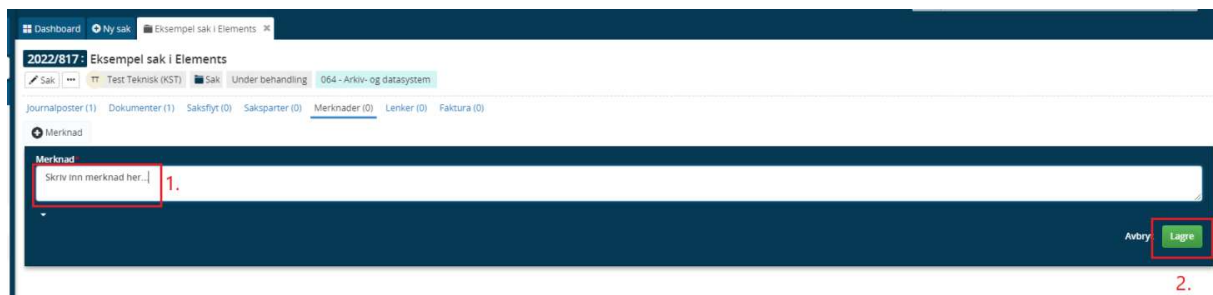 Dashboard Ny sak Eksempel sak i Elements ×
2022/817: Eksempel sak i Elements
Sak ••• TT Test Teknisk (KST) Sak Under behandling 064 - Arkiv- og datasystem
Journalposter (1) Dokumenter (1) Saksflyt (0) Saksparter (0) Merknader (0) Lenker (0) Faktura (0)
Merknad
Merknad*
Skriv inn merknad her... 1.
Avbry Lagre
2.